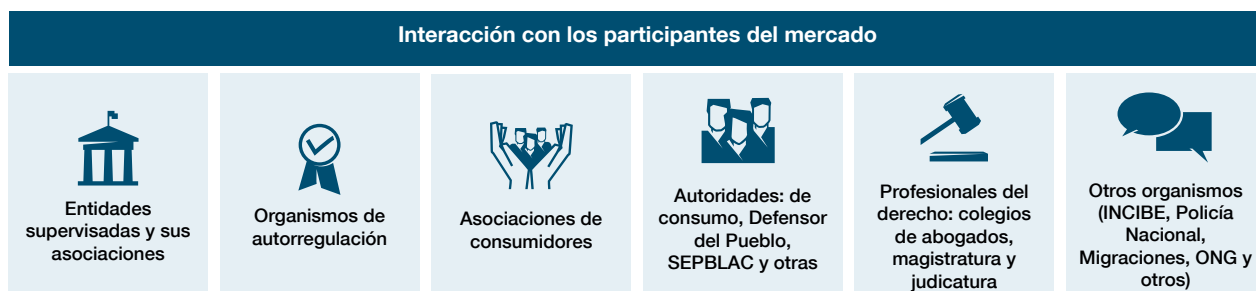 Interacción con los participantes del mercado
Entidades
supervisadas y sus
asociaciones
Organismos de
autorregulación
Asociaciones de
consumidores
Autoridades: de
consumo, Defensor
del Pueblo,
SEPBLAC y otras
Profesionales del
derecho: colegios
de abogados,
magistratura y
judicatura
Otros organismos
(INCIBE, Policía
Nacional,
Migraciones, ONG y
otros)